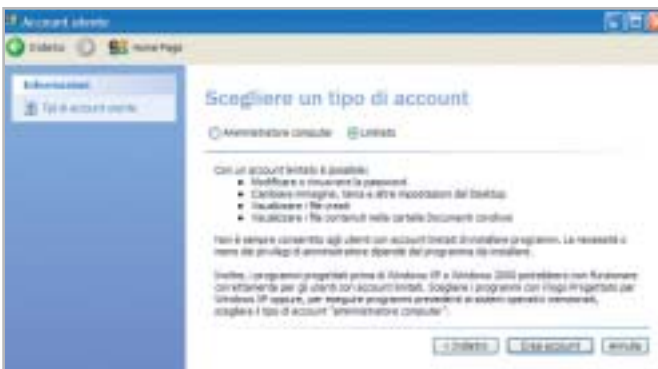 Account utente
Indietro Home Page
Informazioni
Tipi di account utente
Scegliere un tipo di account
Amministratore computer Limitato
Con un account limitato è possibile:
Modificare o rimuovere la password
Cambiare immagine, tema e altre impostazioni del Desktop
Visualizzare i file creati
Visualizzare i file contenuti nella cartella Documenti condivisi
Non è sempre consentito agli utenti con account limitati di installare programmi. La necessità o
meno dei privilegi di amministratore dipende dal programma da installare.
Inoltre, i programmi progettati prima di Windows XP o Windows 2000 potrebbero non funzionare
correttamente per gli utenti con account limitati. Scegliere i programmi con il logo Progettato per
Windows XP oppure, per eseguire programmi precedenti ai sistemi operativi menzionati,
scegliere il tipo di account "amministratore computer".
< Indietro Crea account Annulla